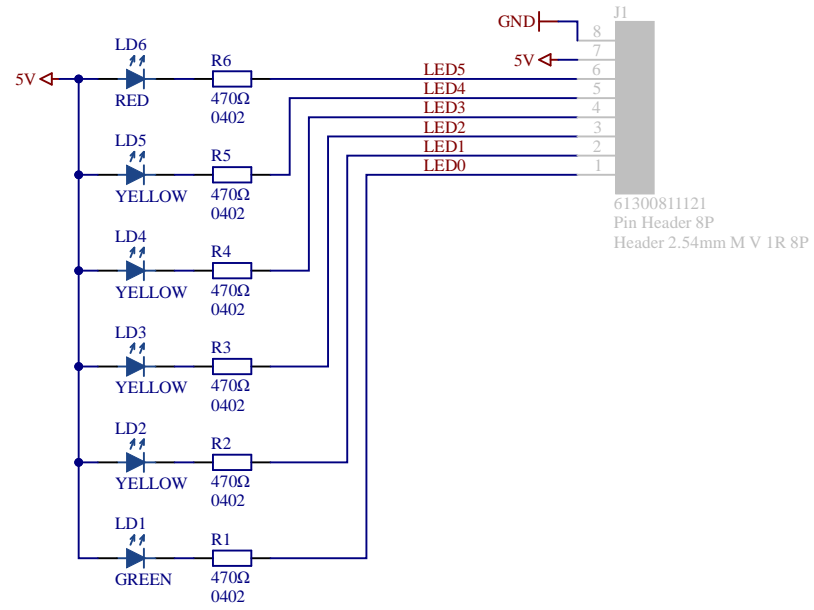 J1
GND
8
7
5V
LED5
6
LED4
5
LED3
4
LED2
3
LED1
2
LED0
1
61300811121
Pin Header 8P
Header 2.54mm M V 1R 8P
5V
LD6
RED
R6
470Ω
0402
LD5
YELLOW
R5
470Ω
0402
LD4
YELLOW
R4
470Ω
0402
LD3
YELLOW
R3
470Ω
0402
LD2
YELLOW
R2
470Ω
0402
LD1
GREEN
R1
470Ω
0402